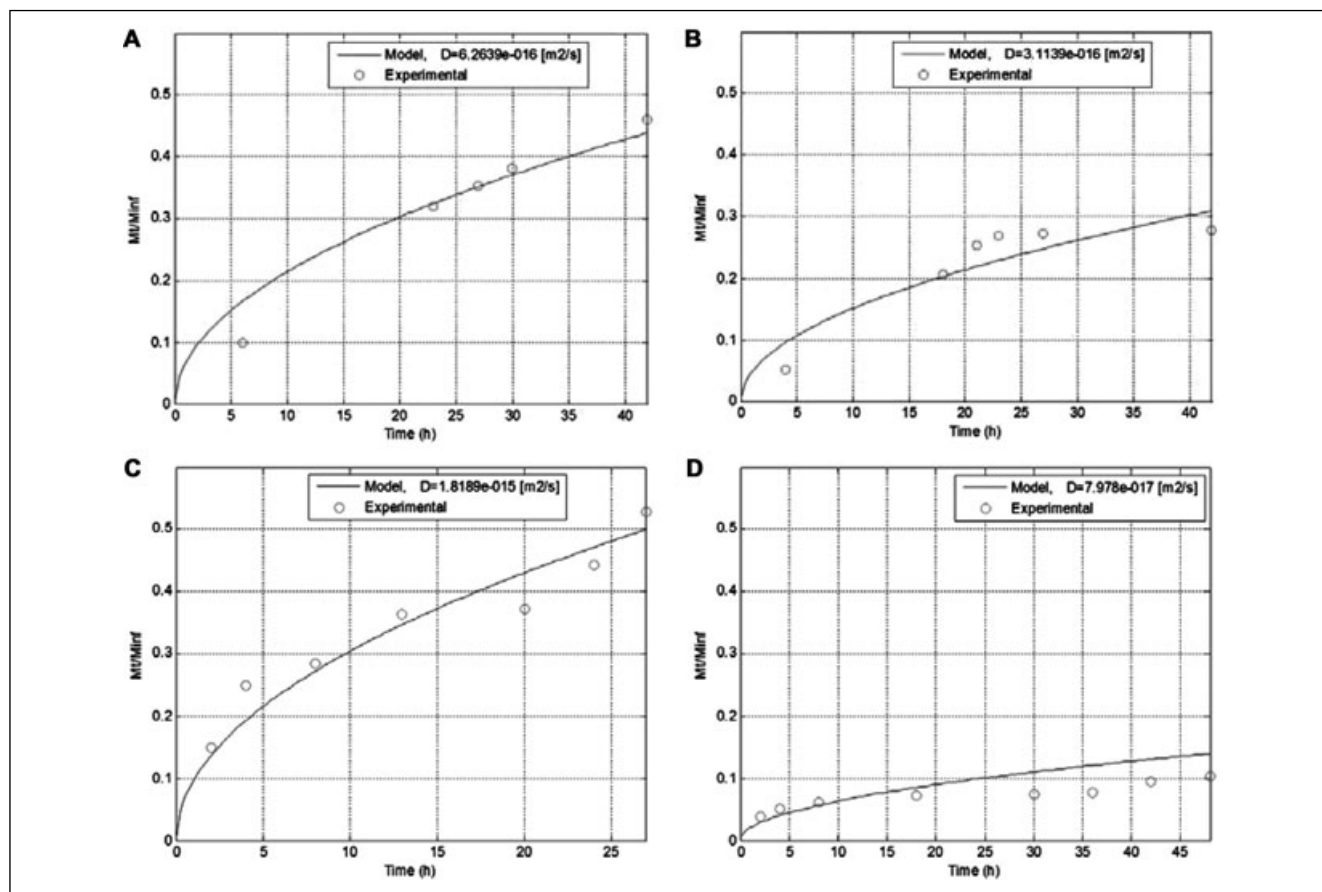 A
Model, D=6.2639e-016 [m2/s]
Experimental
0.5
0.4
0.3
0.2
0.1
0
Mt/Minf
0 5 10 15 20 25 30 35 40
Time (h)
B
Model, D=3.1139e-016 [m2/s]
Experimental
0.5
0.4
0.3
0.2
0.1
0
Mt/Minf
0 5 10 15 20 25 30 35 40
Time (h)
C
Model, D=1.8189e-015 [m2/s]
Experimental
0.5
0.4
0.3
0.2
0.1
0
Mt/Minf
0 5 10 15 20 25
Time (h)
D
Model, D=7.978e-017 [m2/s]
Experimental
0.5
0.4
0.3
0.2
0.1
0
Mt/Minf
0 5 10 15 20 25 30 35 40 45
Time (h)